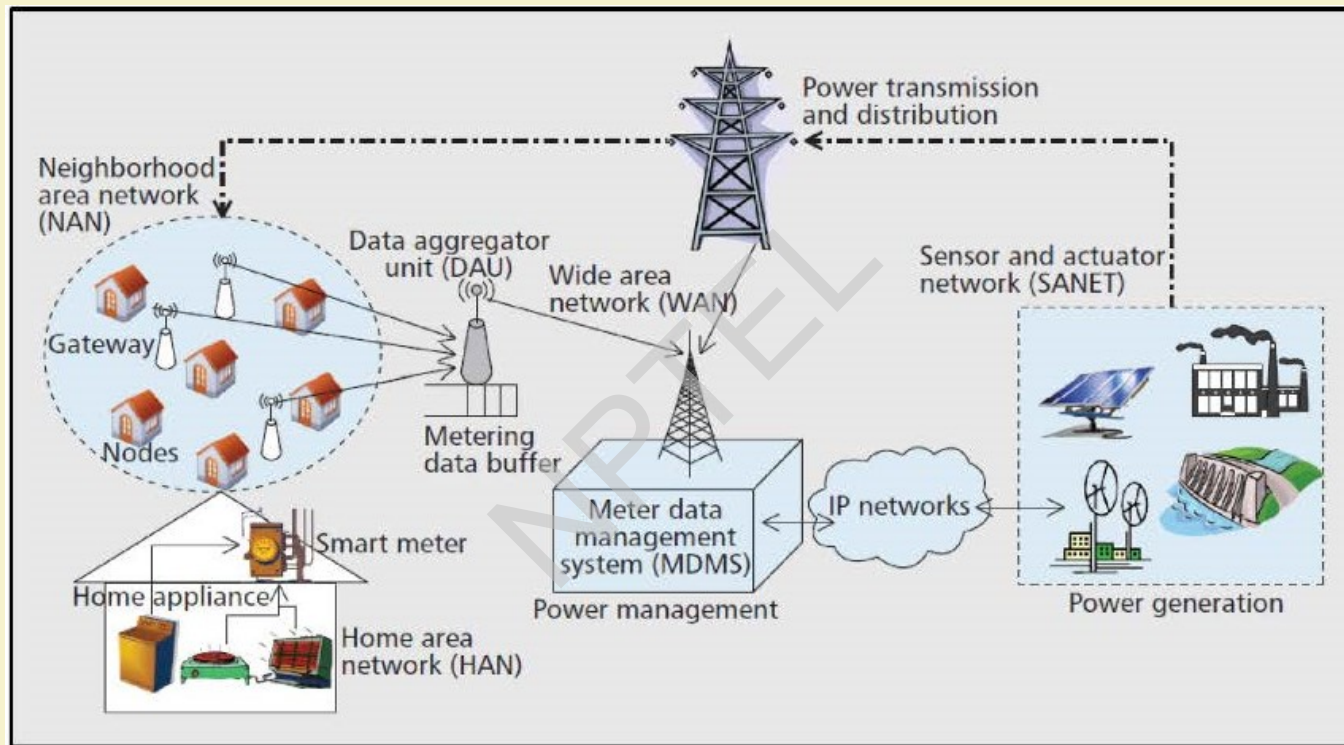 Power transmission
and distribution
Neighborhood
area network
(NAN)
Data aggregator
unit (DAU)
Wide area
network (WAN)
Sensor and actuator
network (SANET)
Gateway
Nodes
Metering
data buffer
Meter data
management
system (MDMS)
IP networks
Power management
Power generation
Smart meter
Home appliance
Home area
network (HAN)
NPTEL